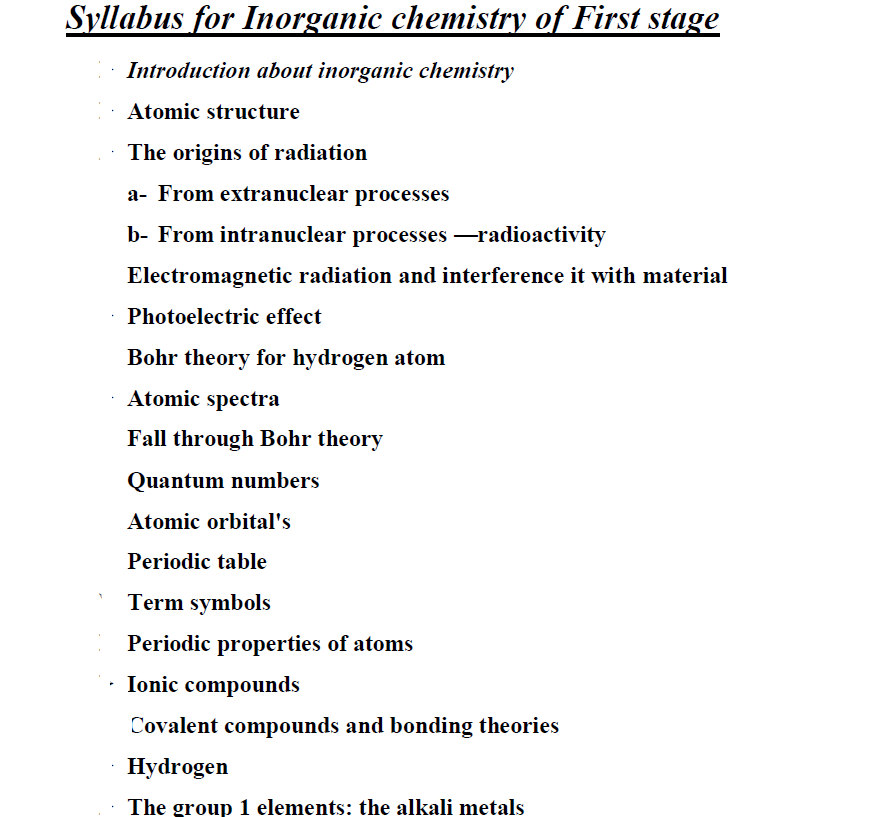 Syllabus for Inorganic chemistry of First stage
Introduction about inorganic chemistry
Atomic structure
The origins of radiation
a- From extranuclear processes
b- From intranuclear processes —radioactivity
Electromagnetic radiation and interference it with material
Photoelectric effect
Bohr theory for hydrogen atom
Atomic spectra
Fall through Bohr theory
Quantum numbers
Atomic orbital's
Periodic table
Term symbols
Periodic properties of atoms
Ionic compounds
Covalent compounds and bonding theories
Hydrogen
The group 1 elements: the alkali metals